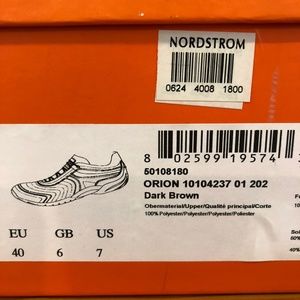 NORDSTROM
0624 4008 1800
8 02599 19574
50108180
ORION 10104237 01 202
Dark Brown
Obermaterial/Upper/Qualité principal/Corte
100% Polyester/Polyester/Polyester/Poliester
EU GB US
40 6 7